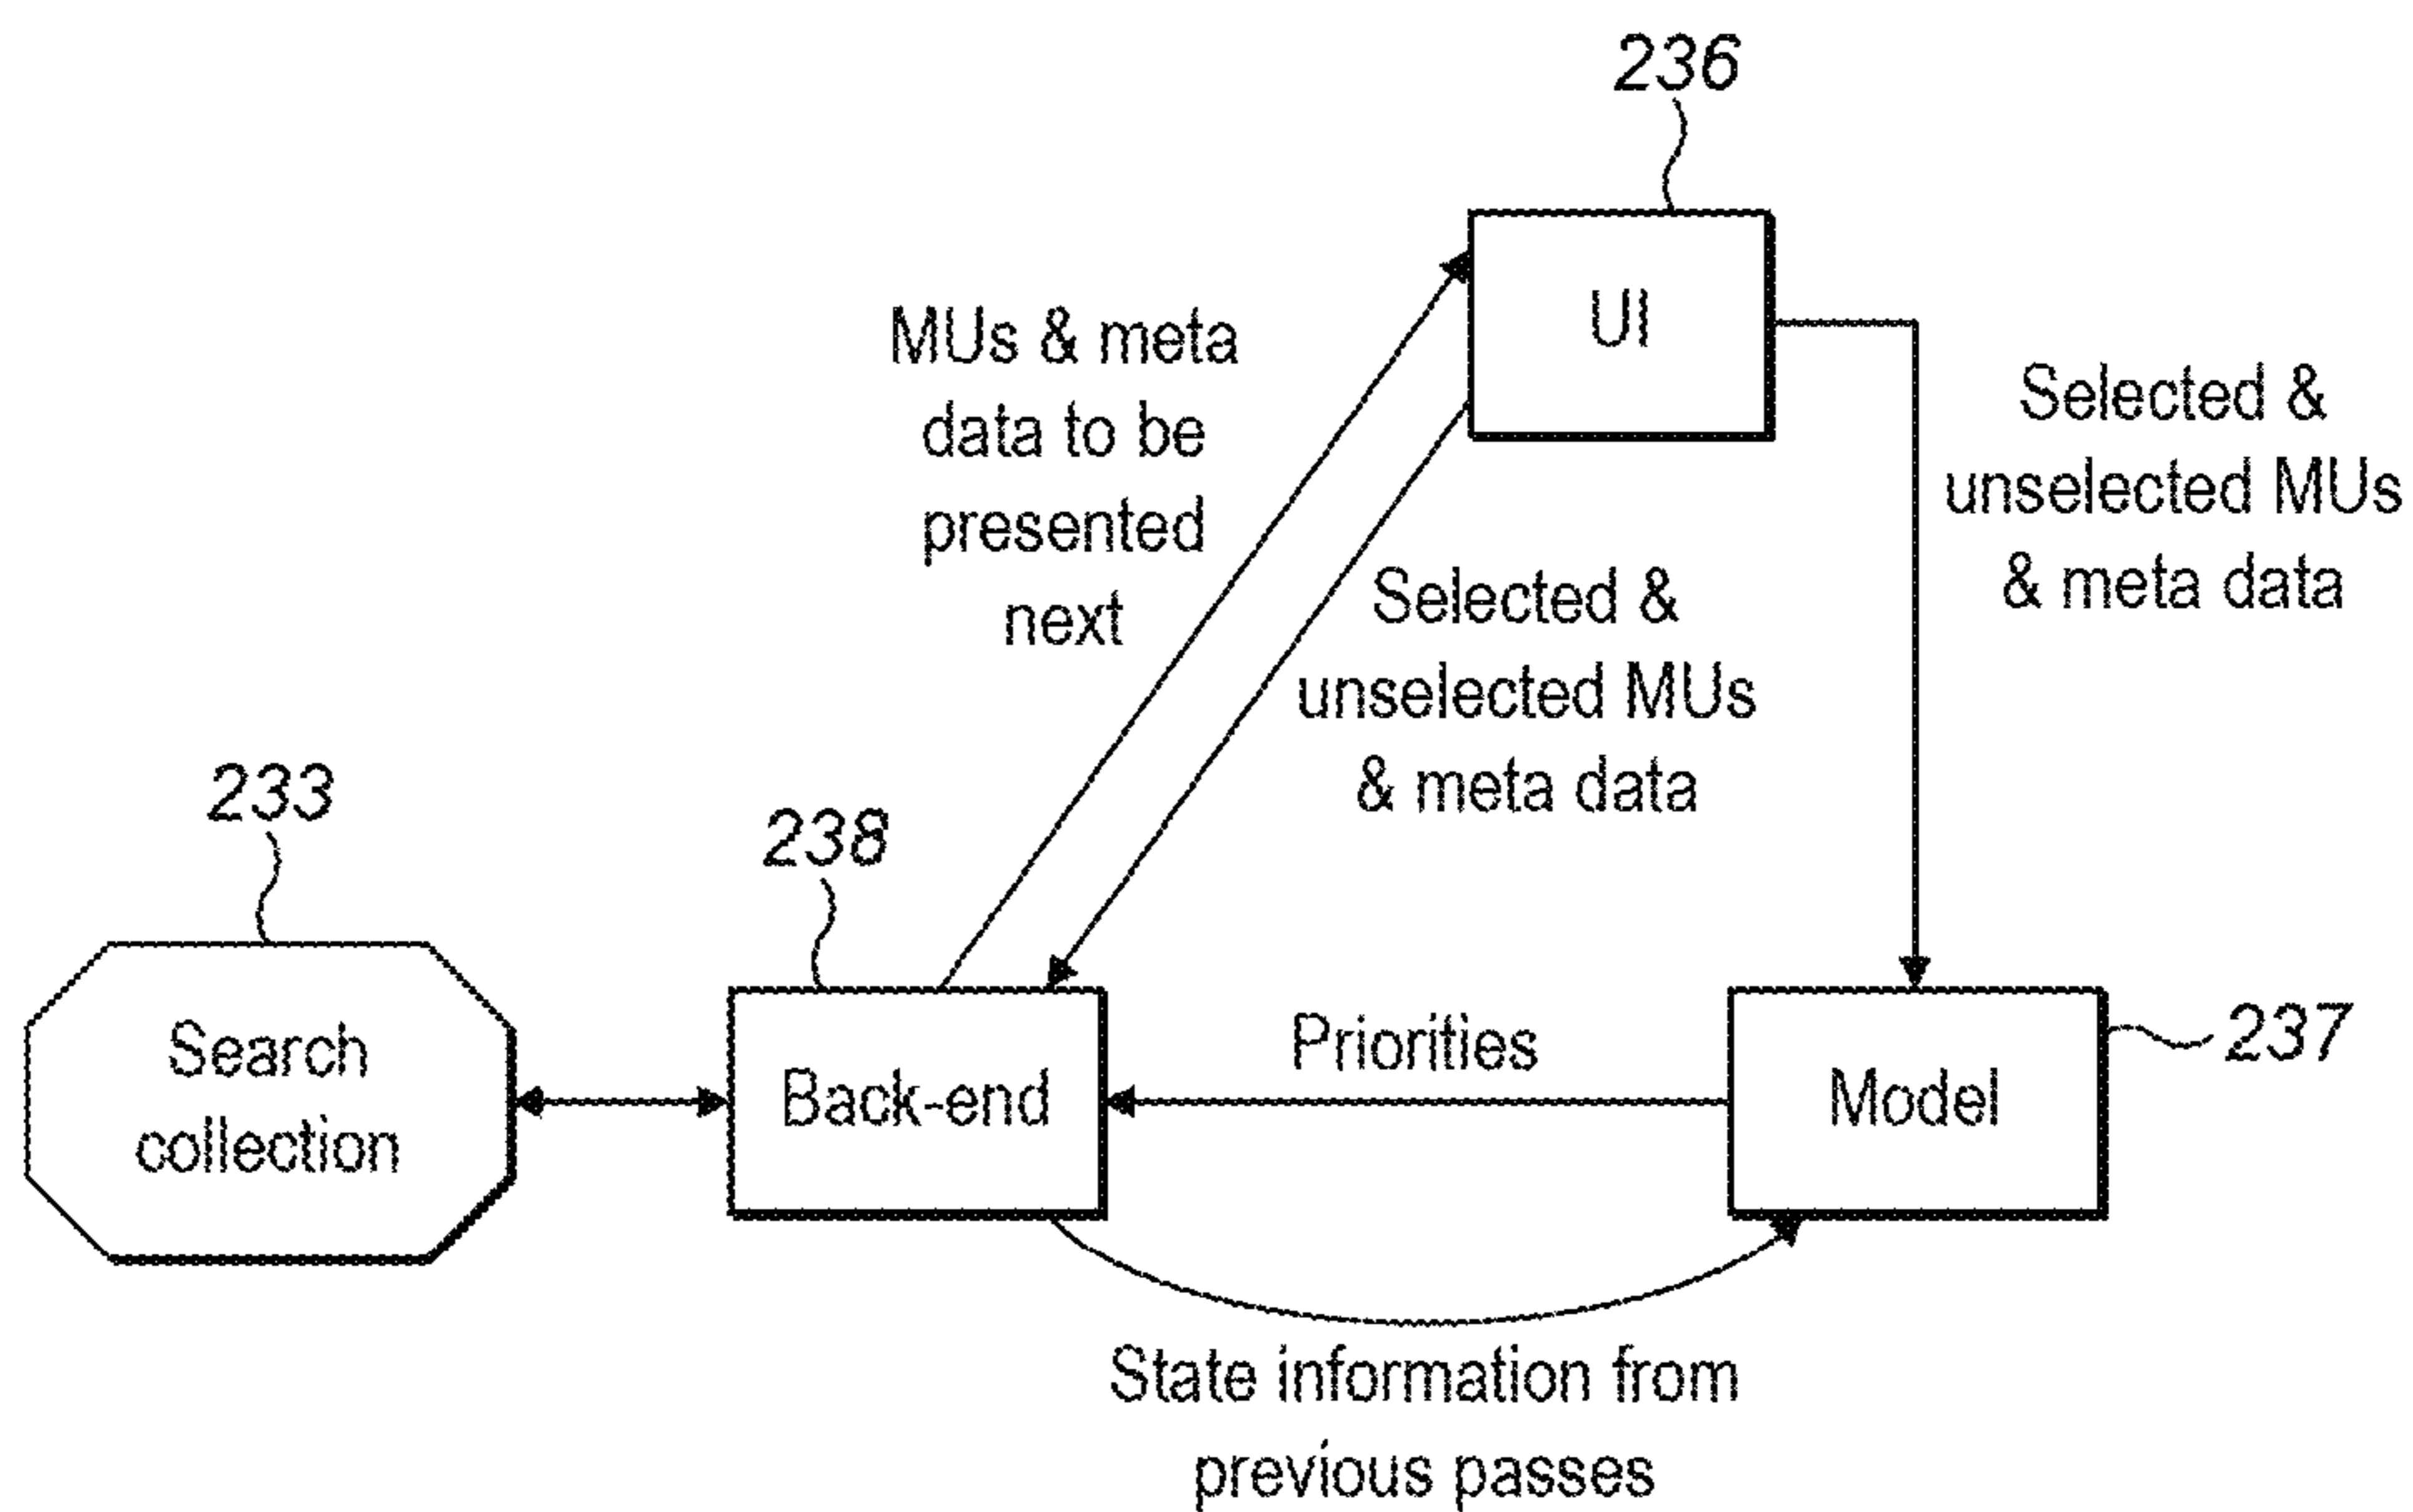 236
UI
MUs & meta
data to be
presented
next
Selected &
unselected MUs
& meta data
Selected &
unselected MUs
& meta data
233
238
Search
collection
Back-end
Priorities
Model
237
State information from
previous passes